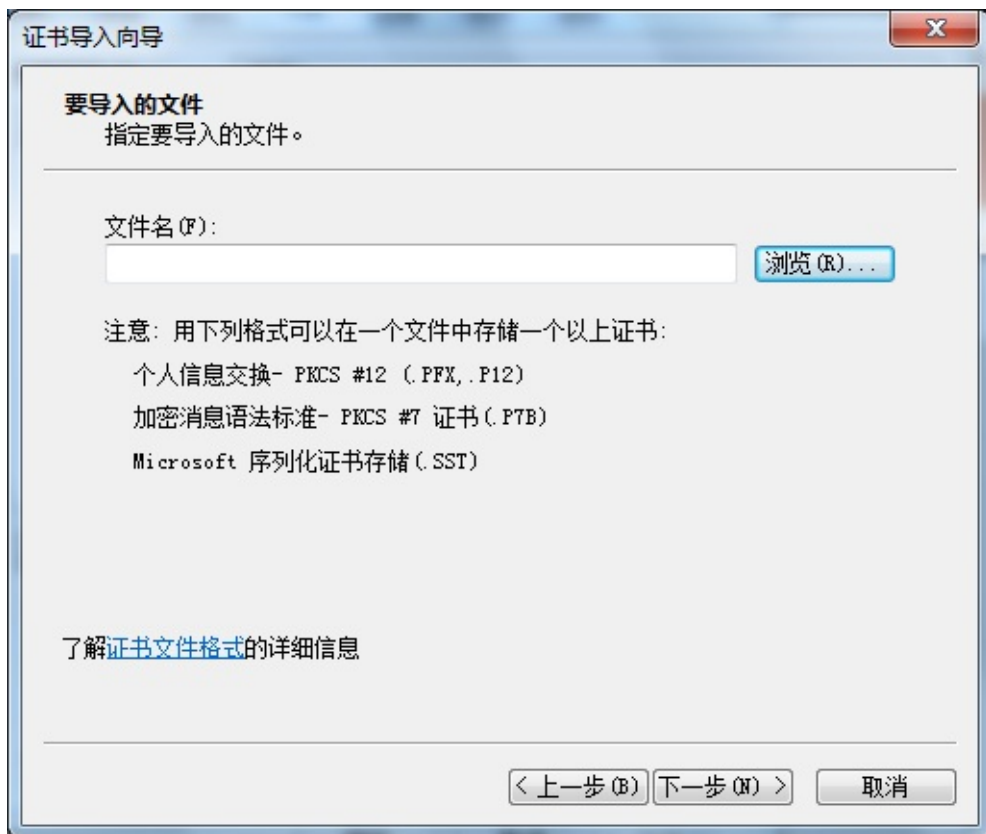 证书导入向导
要导入的文件
指定要导入的文件。
文件名(F):
浏览(R)...
注意: 用下列格式可以在一个文件中存储一个以上证书:
个人信息交换- PKCS #12 (.PFX,.P12)
加密消息语法标准- PKCS #7 证书(.P7B)
Microsoft 序列化证书存储(.SST)
了解证书文件格式的详细信息
< 上一步(B) 下一步(N) > 取消